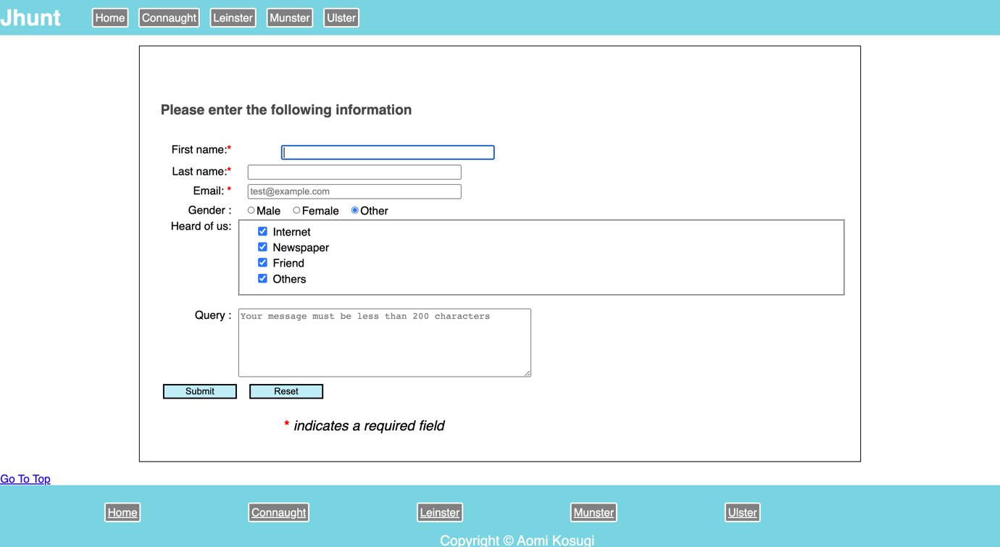 Jhunt Home Connaught Leinster Munster Ulster
Please enter the following information
First name:*
Last name:*
Email: * test@example.com
Gender : Male Female Other
Heard of us:
Internet
Newspaper
Friend
Others
Query : Your message must be less than 200 characters
Submit Reset
* indicates a required field
Go To Top
Home Connaught Leinster Munster Ulster
Copyright © Aomi Kosugi